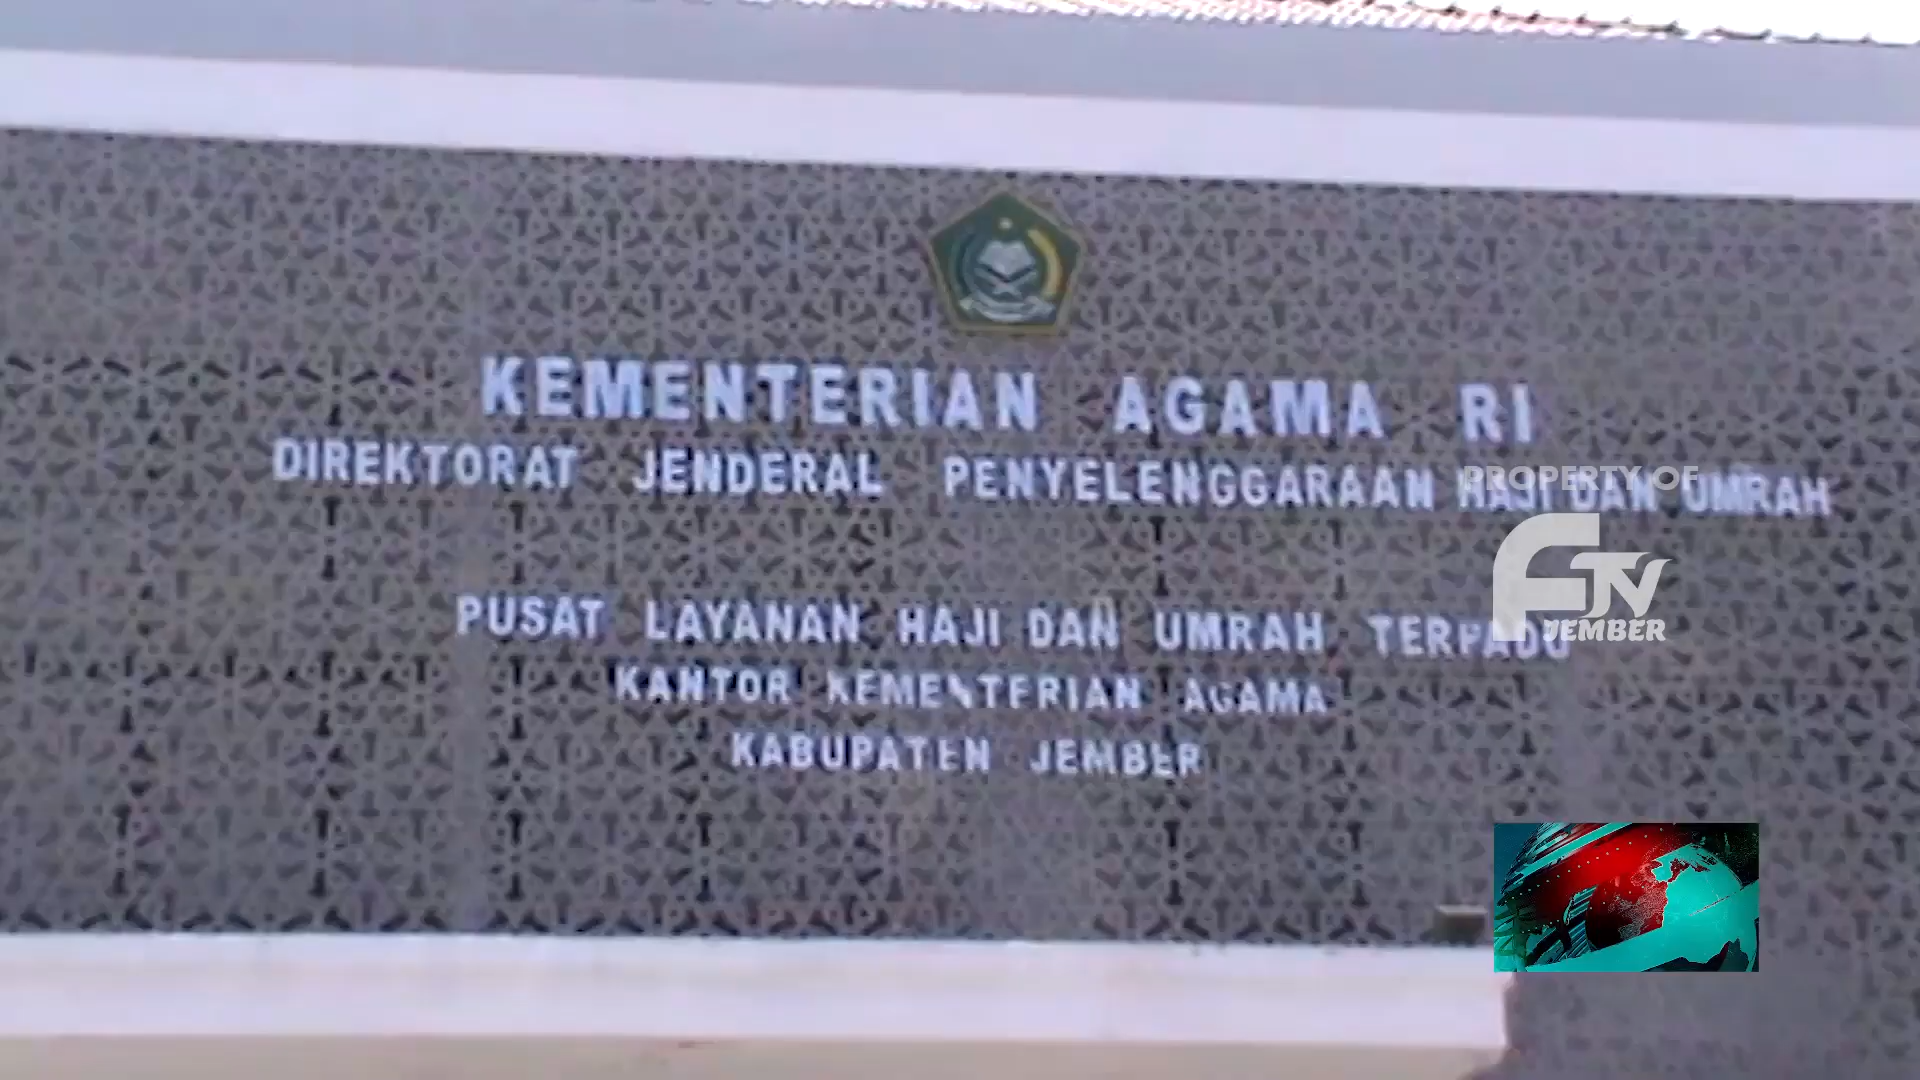 KEMENTERIAN AGAMA RI
DIREKTORAT JENDERAL PENYELENGGARAAN HAJI DAN UMRAH
PROPERTY OF
FTV
JEMBER
PUSAT LAYANAN HAJI DAN UMRAH TERPADU
KANTOR KEMENTERIAN AGAMA
KABUPATEN JEMBER